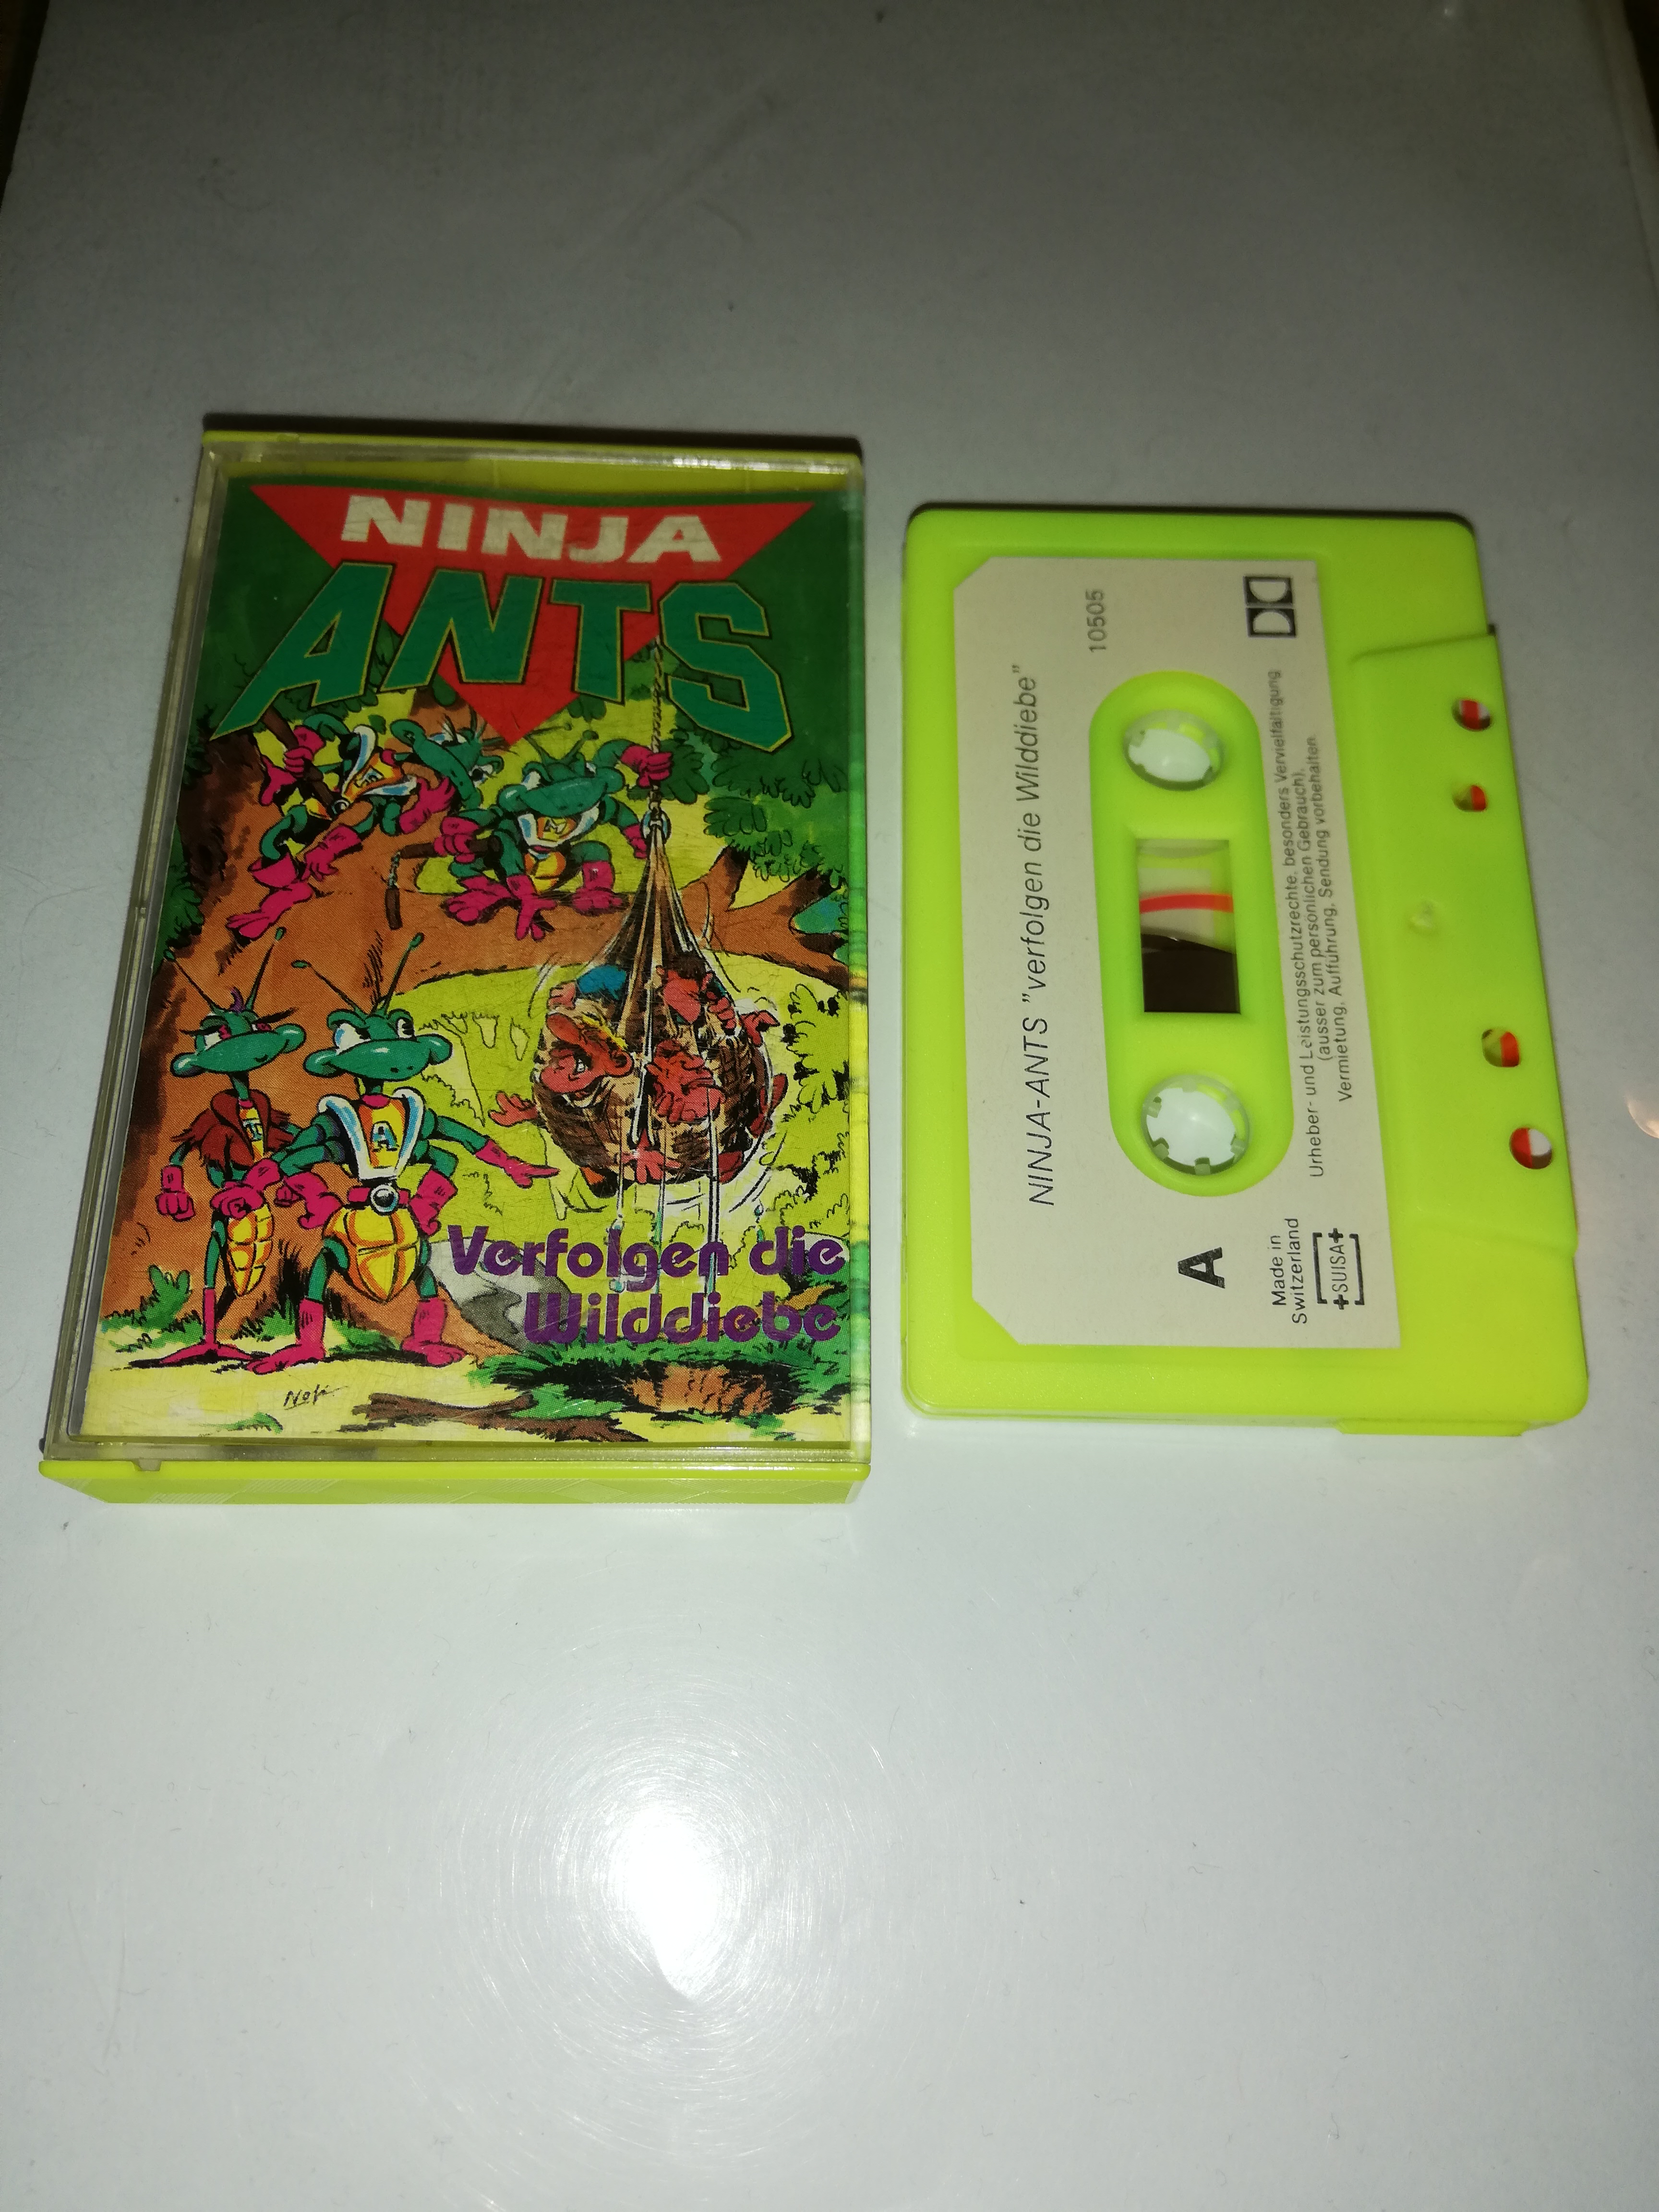 NINJA
ANTS
N
A
Verfolgen die
Wilddiebe
NINJA-ANTS "verfolgen die Wilddiebe"
10505
A
Made in
Switzerland
+SUISA+
Urheber- und Leistungsschutzrechte, besonders Vervielfältigung
(ausser zum persönlichen Gebrauch),
Vermietung, Aufführung, Sendung vorbehalten